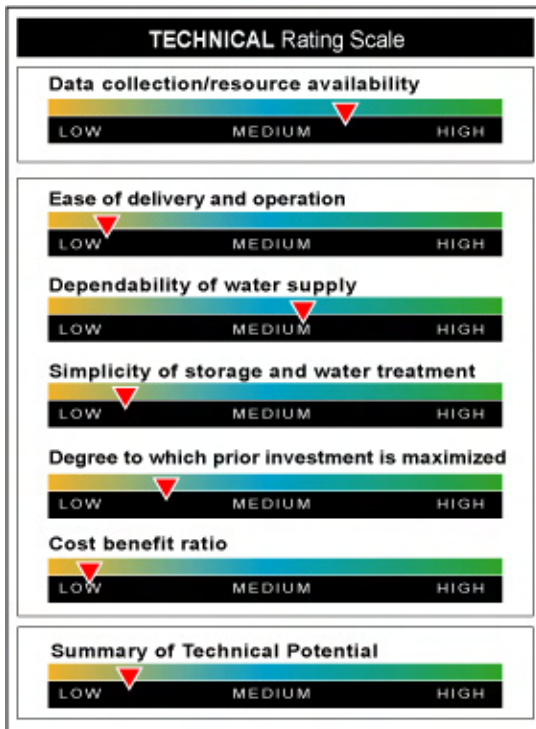 TECHNICAL Rating Scale
Data collection/resource availability
LOW MEDIUM HIGH
Ease of delivery and operation
LOW MEDIUM HIGH
Dependability of water supply
LOW MEDIUM HIGH
Simplicity of storage and water treatment
LOW MEDIUM HIGH
Degree to which prior investment is maximized
LOW MEDIUM HIGH
Cost benefit ratio
LOW MEDIUM HIGH
Summary of Technical Potential
LOW MEDIUM HIGH